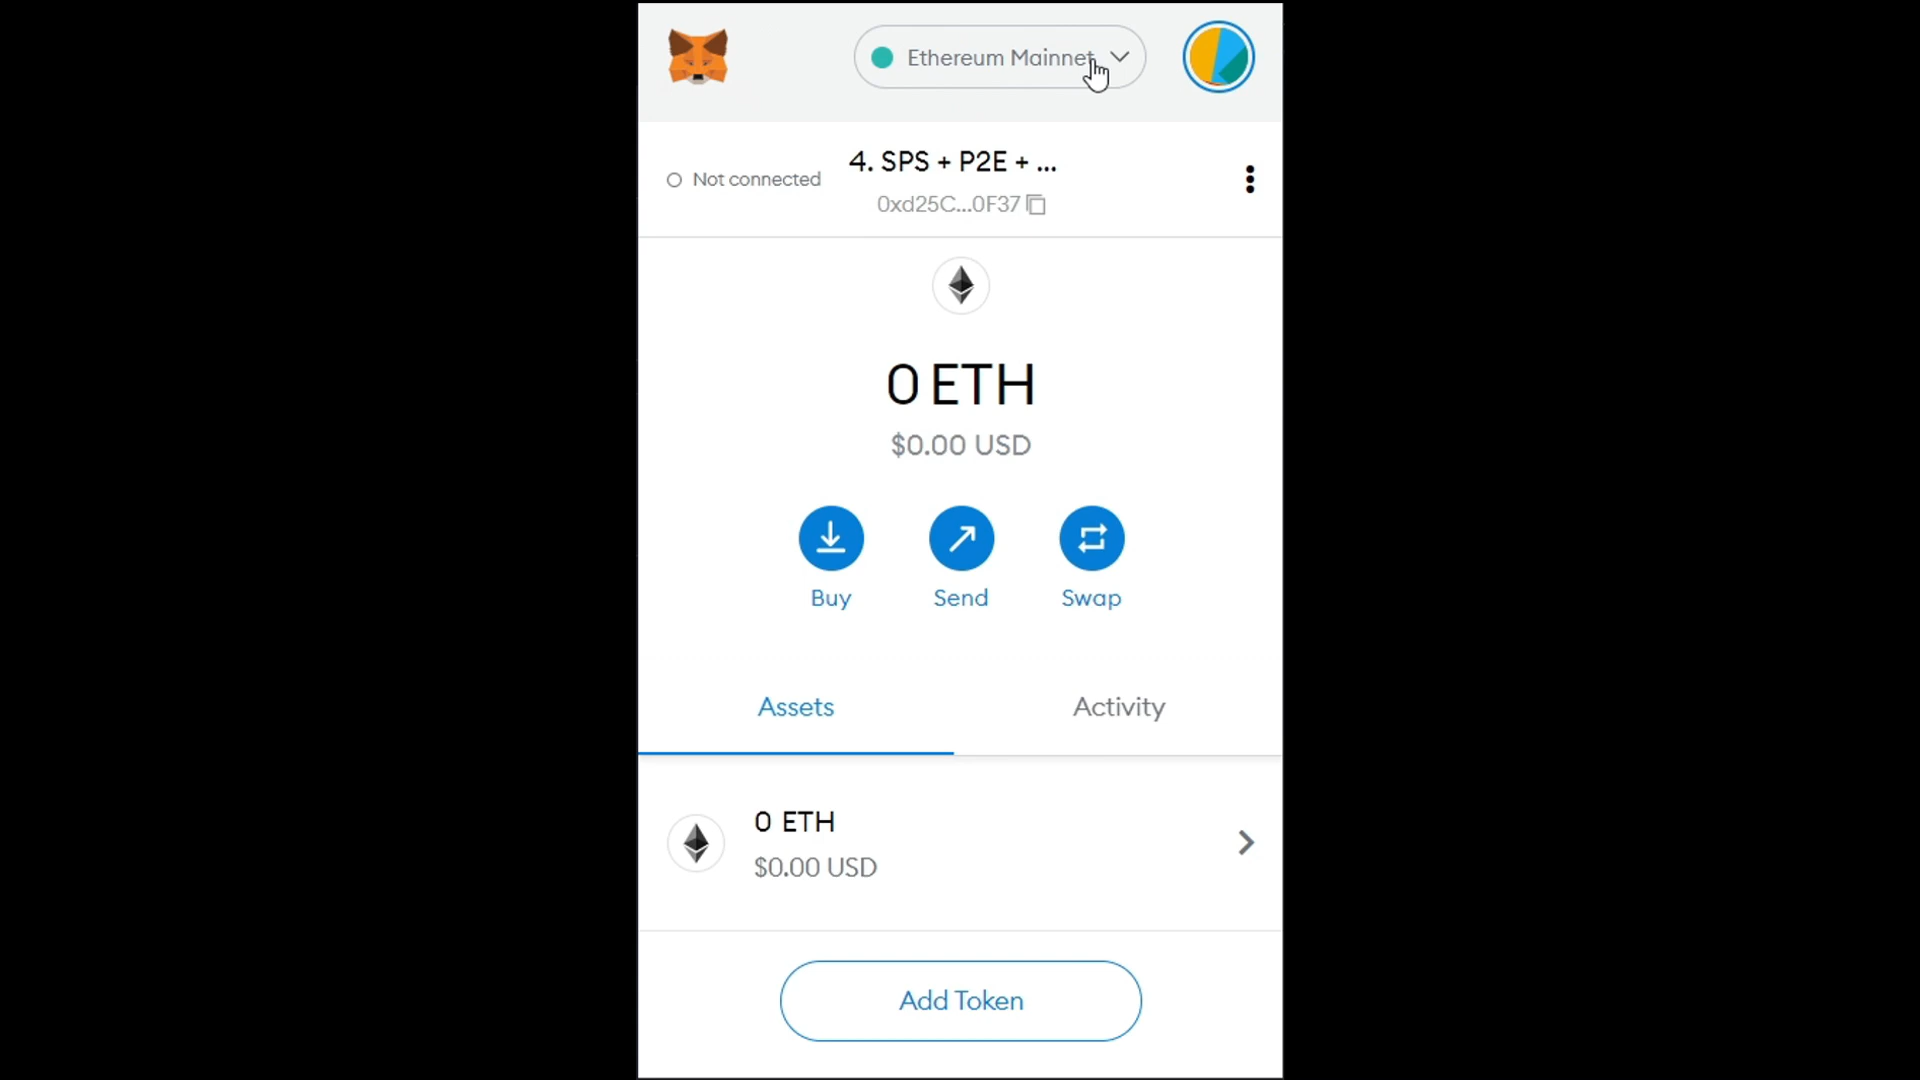 Ethereum Mainnet
Not connected
4. SPS + P2E + ...
0xd25C...0F37
0 ETH
$0.00 USD
Buy
Send
Swap
Assets
Activity
0 ETH
$0.00 USD
Add Token